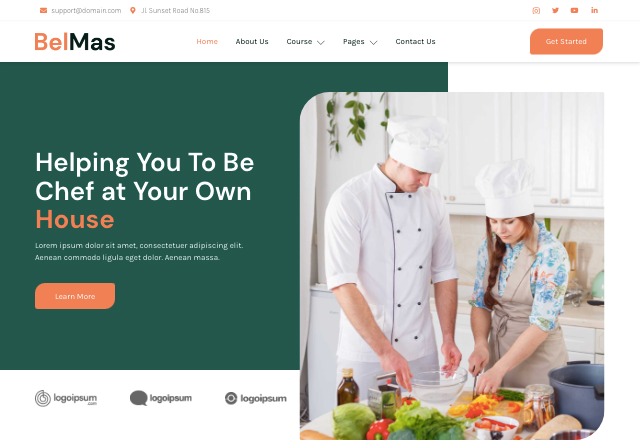 support@domain.com Jl. Sunset Road No.815
BelMas
Home About Us Course Pages Contact Us
Get Started
Helping You To Be
Chef at Your Own
House
Lorem ipsum dolor sit amet, consectetuer adipiscing elit.
Aenean commodo ligula eget dolor. Aenean massa.
Learn More
logoipsum.com logoipsum logoipsum